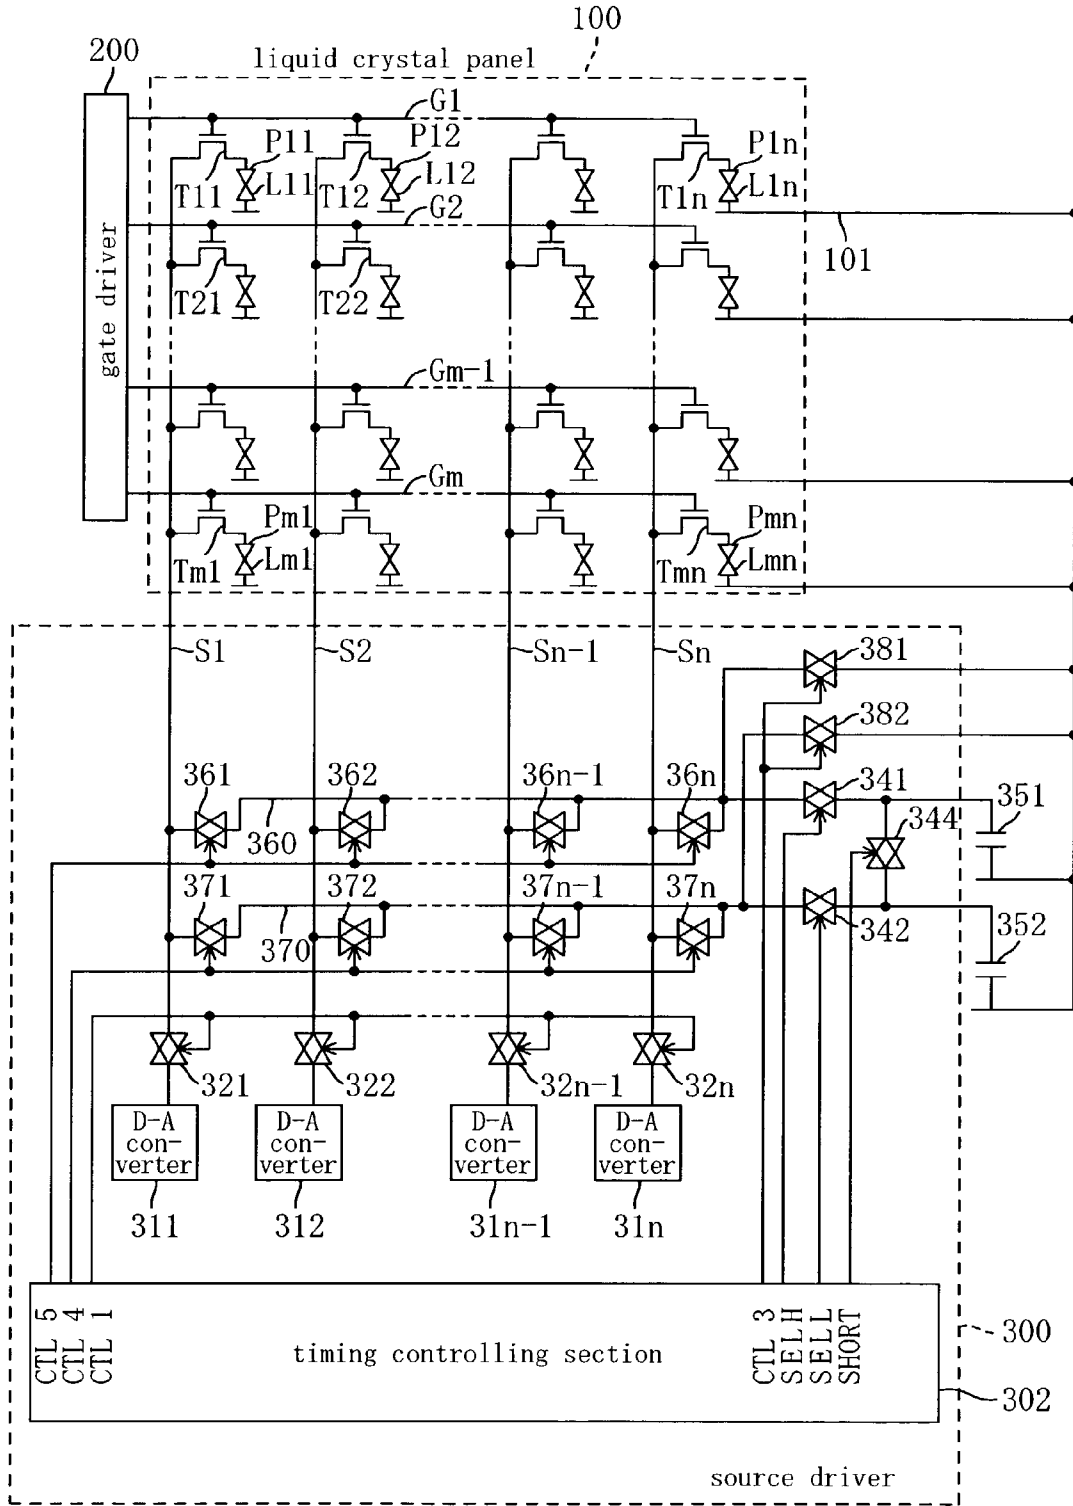 100
liquid crystal panel
200
G1
P11
P12
P1n
T11
L11
T12
L12
T1n
L1n
G2
101
T21
T22
gate driver
Gm-1
Gm
Pm1
Pmn
Tm1
Lm1
Tmn
Lmn
S1
S2
Sn-1
Sn
381
382
361
362
36n-1
36n
341
351
344
360
371
372
37n-1
37n
370
342
352
321
322
32n-1
32n
D-A con- verter
D-A con- verter
D-A con- verter
D-A con- verter
311
312
31n-1
31n
CTL 5
CTL 4
CTL 1
timing controlling section
CTL 3
SELH
SELL
SHORT
300
302
source driver